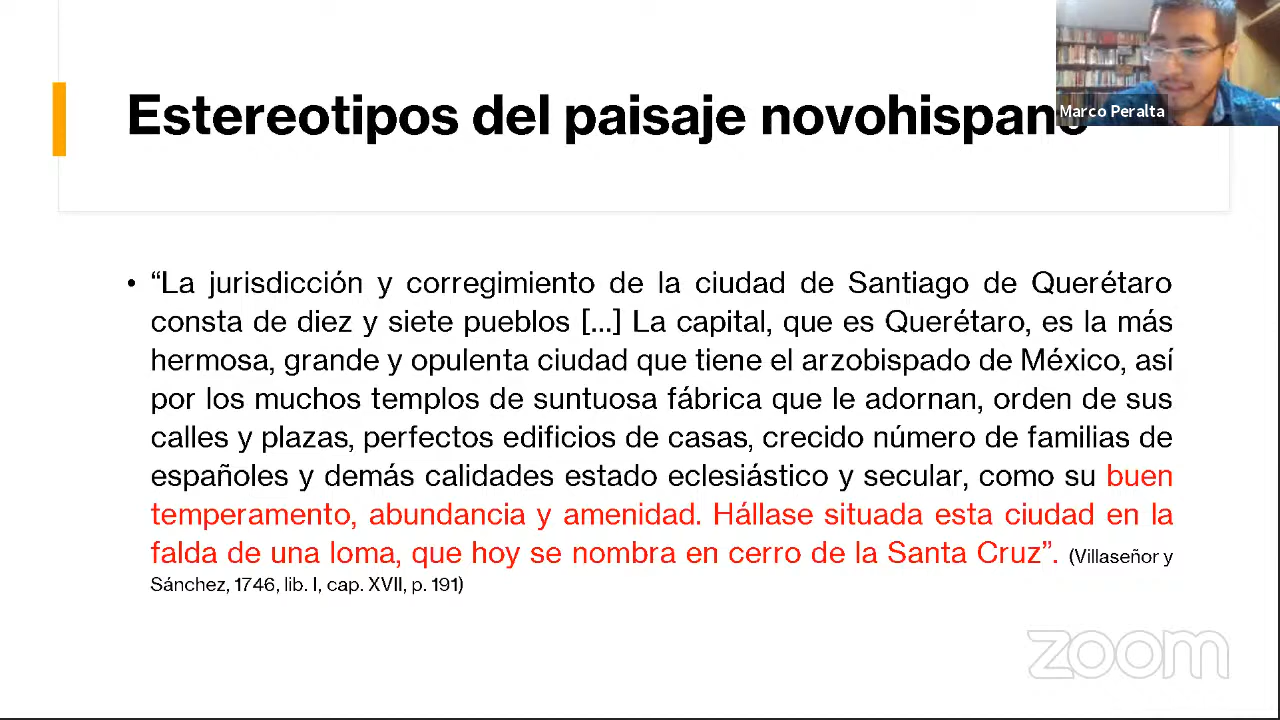 Estereotipos del paisaje novohispano
Marco Peralta
• “La jurisdicción y corregimiento de la ciudad de Santiago de Querétaro
consta de diez y siete pueblos [...] La capital, que es Querétaro, es la más
hermosa, grande y opulenta ciudad que tiene el arzobispado de México, así
por los muchos templos de suntuosa fábrica que le adornan, orden de sus
calles y plazas, perfectos edificios de casas, crecido número de familias de
españoles y demás calidades estado eclesiástico y secular, como su buen
temperamento, abundancia y amenidad. Hállase situada esta ciudad en la
falda de una loma, que hoy se nombra en cerro de la Santa Cruz”. (Villaseñor y
Sánchez, 1746, lib. I, cap. XVII, p. 191)
zoom